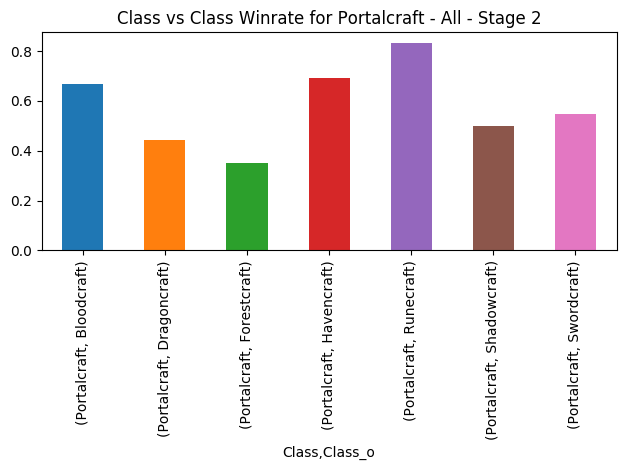 Class vs Class Winrate for Portalcraft - All - Stage 2
0.8
0.6
0.4
0.2
0.0
(Portalcraft, Bloodcraft)
(Portalcraft, Dragoncraft)
(Portalcraft, Forestcraft)
(Portalcraft, Havencraft)
(Portalcraft, Runecraft)
(Portalcraft, Shadowcraft)
(Portalcraft, Swordcraft)
Class,Class_o